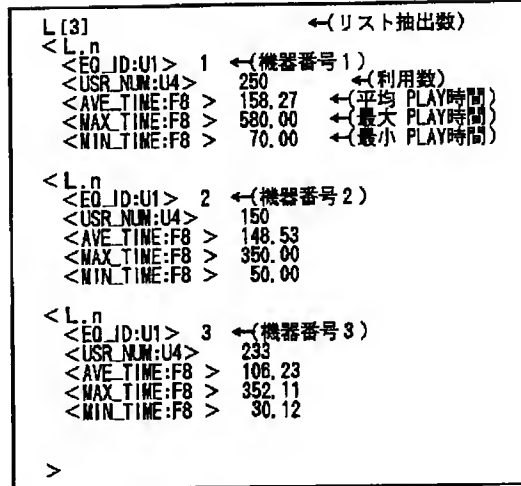 L[3] ←(リスト抽出数)
<L.n
<EQ_ID:U1> 1 ←(機器番号1)
<USR_NUM:U4> 250 ←(利用数)
<AVE_TIME:F8 > 158.27 ←(平均 PLAY時間)
<MAX_TIME:F8 > 580.00 ←(最大 PLAY時間)
<MIN_TIME:F8 > 70.00 ←(最小 PLAY時間)
<L.n
<EQ_ID:U1> 2 ←(機器番号2)
<USR_NUM:U4> 150
<AVE_TIME:F8 > 148.53
<MAX_TIME:F8 > 350.00
<MIN_TIME:F8 > 50.00
<L.n
<EQ_ID:U1> 3 ←(機器番号3)
<USR_NUM:U4> 233
<AVE_TIME:F8 > 106.23
<MAX_TIME:F8 > 352.11
<MIN_TIME:F8 > 30.12
>